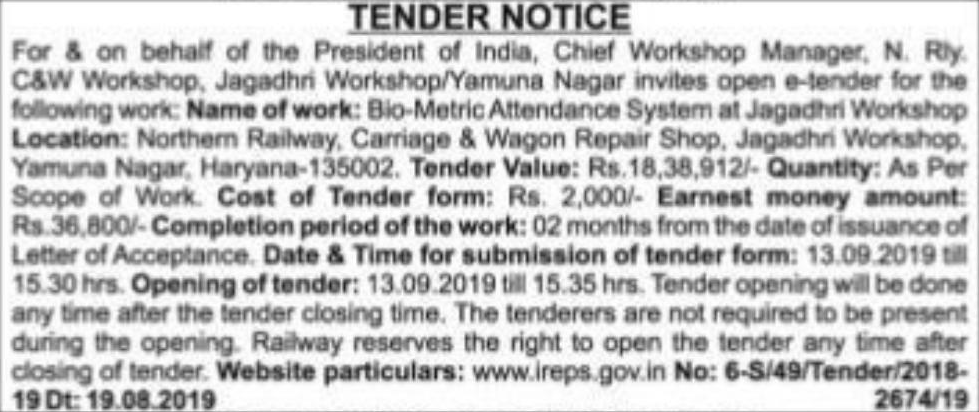 TENDER NOTICE
For & on behalf of the President of India, Chief Workshop Manager, N. Rly.
C&W Workshop, Jagadhri Workshop/Yamuna Nagar invites open e-tender for the
following work: Name of work: Bio-Metric Attendance System at Jagadhri Workshop
Location: Northern Railway, Carriage & Wagon Repair Shop, Jagadhri Workshop,
Yamuna Nagar, Haryana-135002. Tender Value: Rs.18,38,912/- Quantity: As Per
Scope of Work. Cost of Tender form: Rs. 2,000/- Earnest money amount:
Rs.36,800/- Completion period of the work: 02 months from the date of issuance of
Letter of Acceptance. Date & Time for submission of tender form: 13.09.2019 till
15.30 hrs. Opening of tender: 13.09.2019 till 15.35 hrs. Tender opening will be done
any time after the tender closing time. The tenderers are not required to be present
during the opening. Railway reserves the right to open the tender any time after
closing of tender. Website particulars: www.ireps.gov.in No: 6-S/49/Tender/2018-
19 Dt: 19.08.2019 2674/19